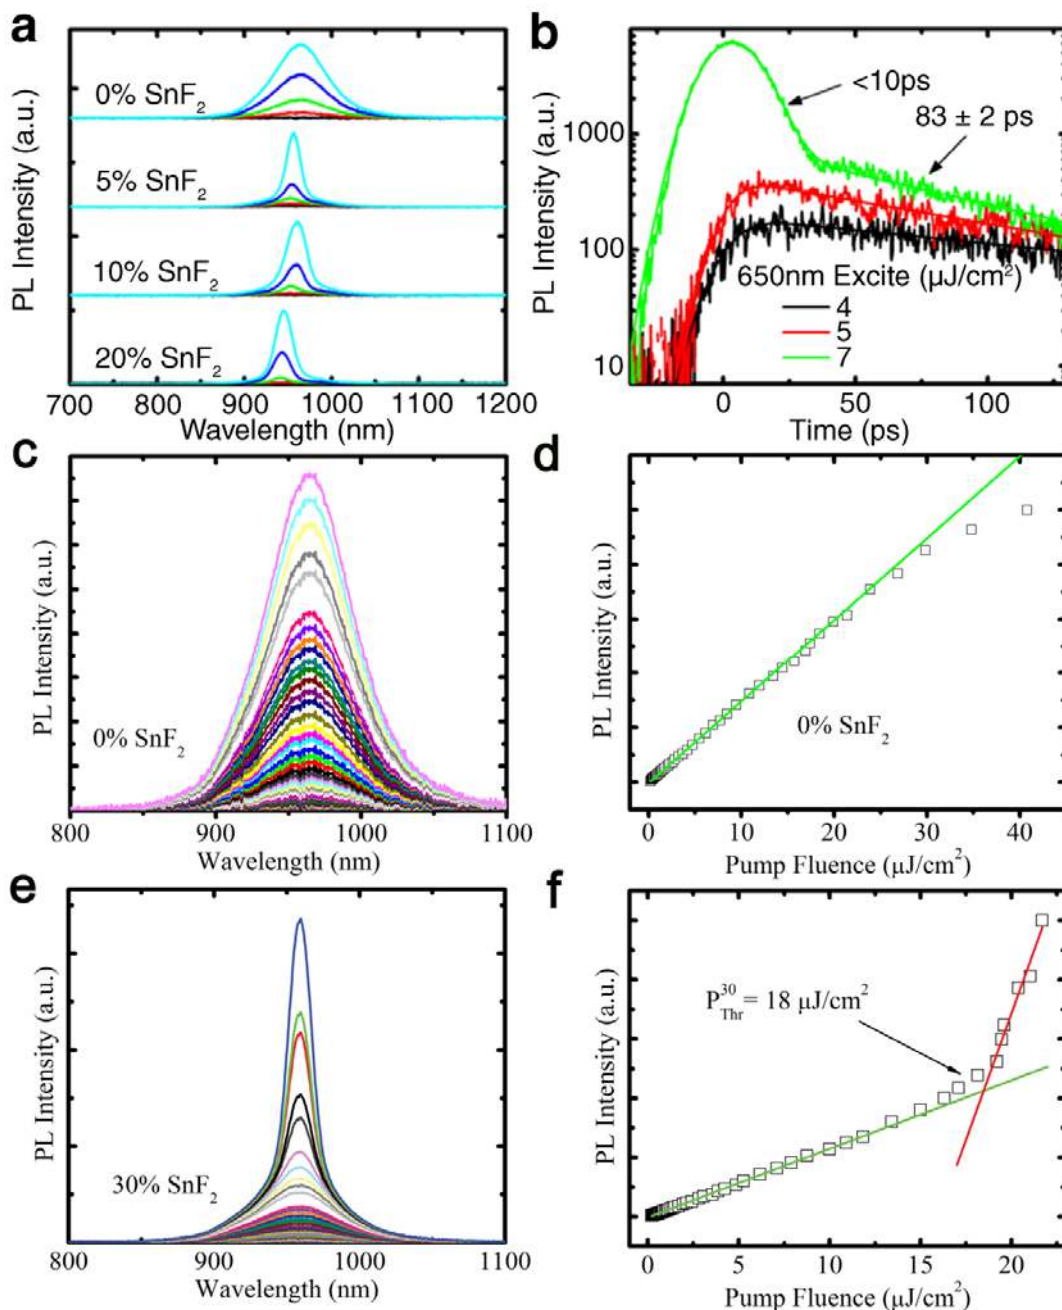 a
PL Intensity (a.u.)
0% SnF₂
5% SnF₂
10% SnF₂
20% SnF₂
700 800 900 1000 1100 1200
Wavelength (nm)
b
PL Intensity (a.u.)
1000
100
10
<10ps
83 ± 2 ps
650nm Excite (μJ/cm²)
4
5
7
0 50 100
Time (ps)
c
PL Intensity (a.u.)
0% SnF₂
800 900 1000 1100
Wavelength (nm)
d
PL Intensity (a.u.)
0% SnF₂
0 10 20 30 40
Pump Fluence (μJ/cm²)
e
PL Intensity (a.u.)
30% SnF₂
800 900 1000 1100
Wavelength (nm)
f
PL Intensity (a.u.)
P³⁰Thr = 18 μJ/cm²
0 5 10 15 20
Pump Fluence (μJ/cm²)